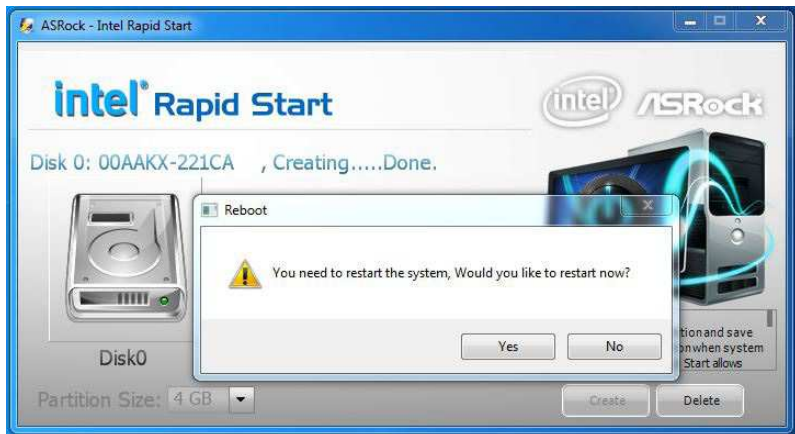 ASRock - Intel Rapid Start
intel® Rapid Start
intel ASRock
Disk 0: 00AAKX-221CA , Creating.....Done.
Reboot
You need to restart the system, Would you like to restart now?
Yes No
Disk0
tion and save
on when system
Start allows
Partition Size: 4 GB
Create Delete